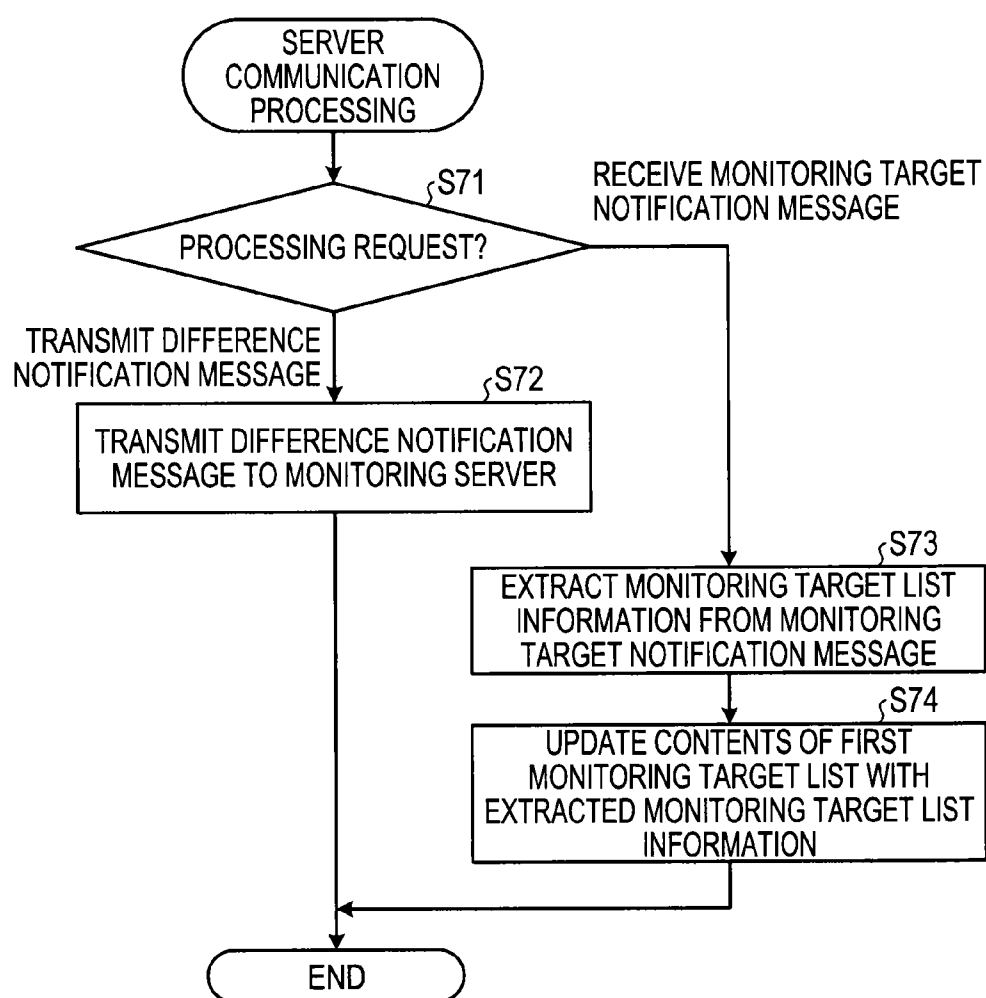 SERVER
COMMUNICATION
PROCESSING
S71
PROCESSING REQUEST?
RECEIVE MONITORING TARGET
NOTIFICATION MESSAGE
TRANSMIT DIFFERENCE
NOTIFICATION MESSAGE
S72
TRANSMIT DIFFERENCE NOTIFICATION
MESSAGE TO MONITORING SERVER
S73
EXTRACT MONITORING TARGET LIST
INFORMATION FROM MONITORING
TARGET NOTIFICATION MESSAGE
S74
UPDATE CONTENTS OF FIRST
MONITORING TARGET LIST WITH
EXTRACTED MONITORING TARGET LIST
INFORMATION
END